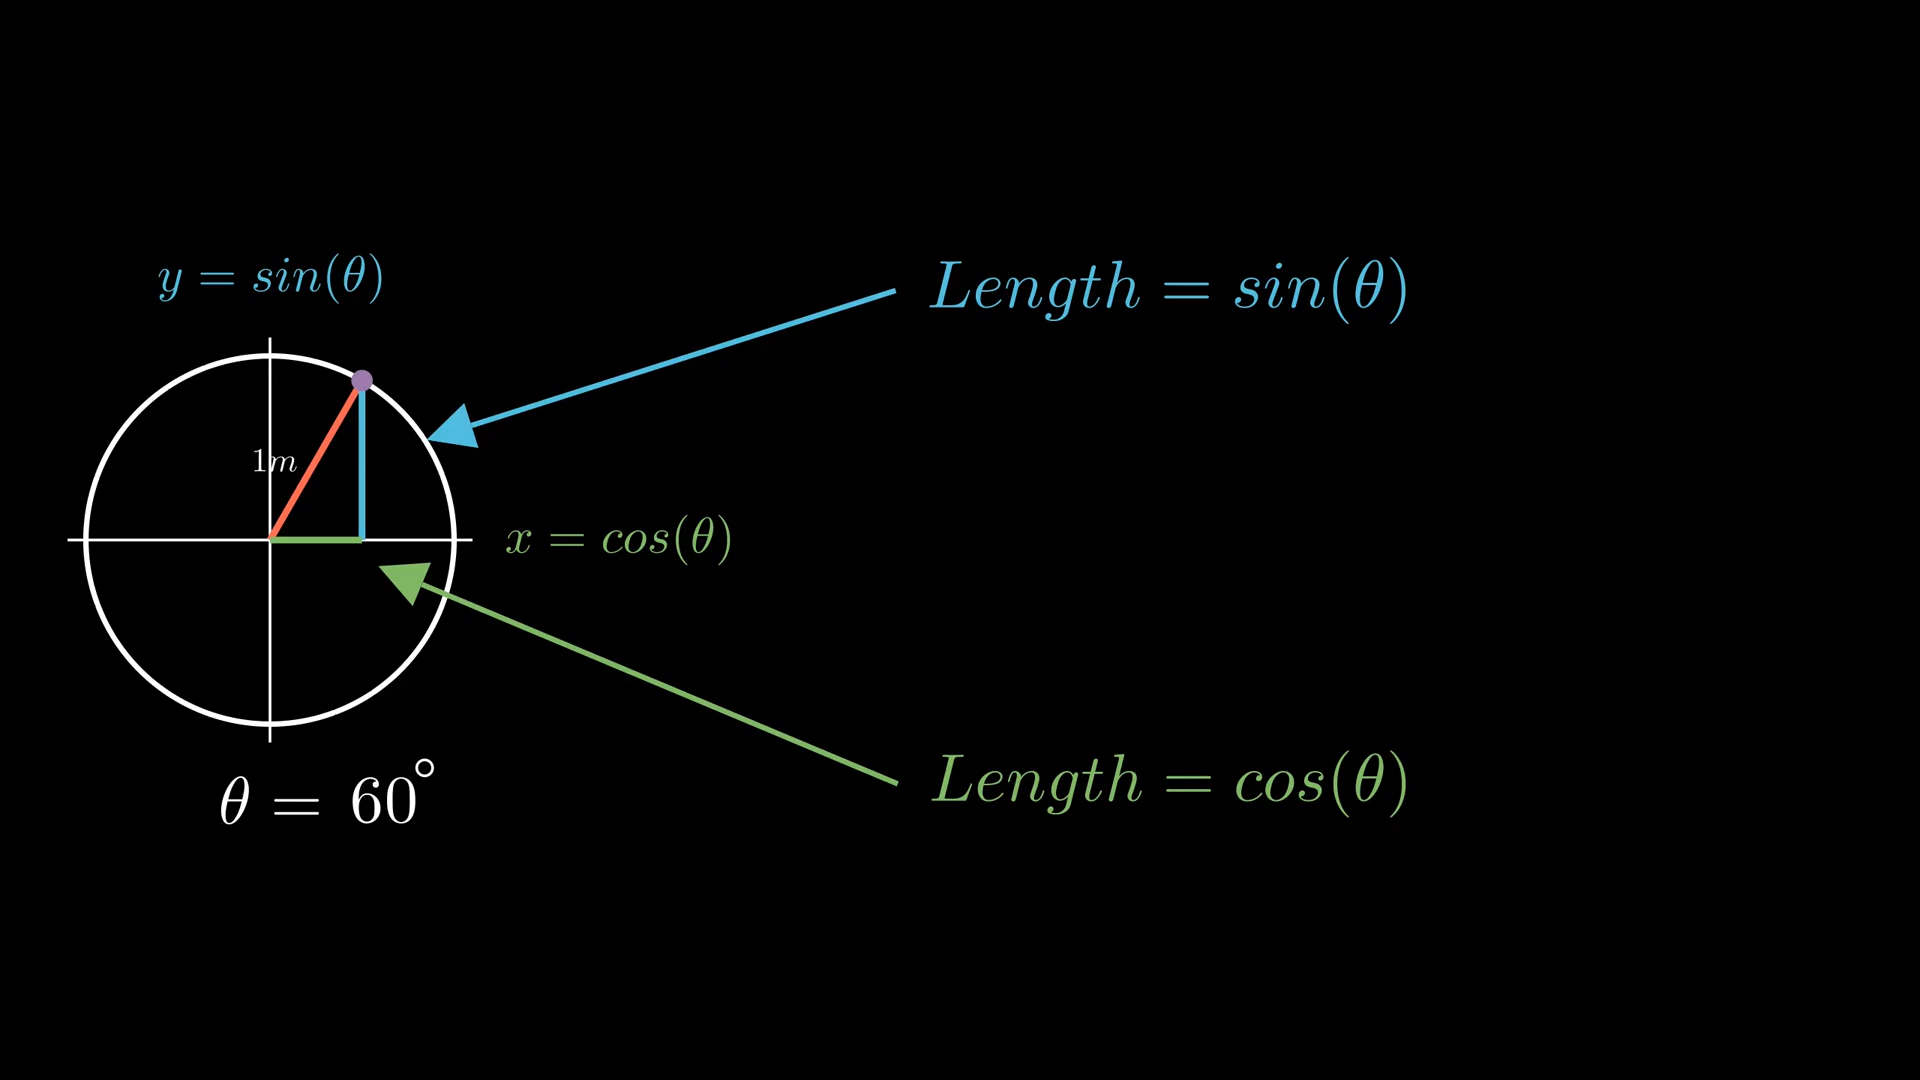 y = sin(θ)
Length = sin(θ)
1m
x = cos(θ)
Length = cos(θ)
θ = 60°